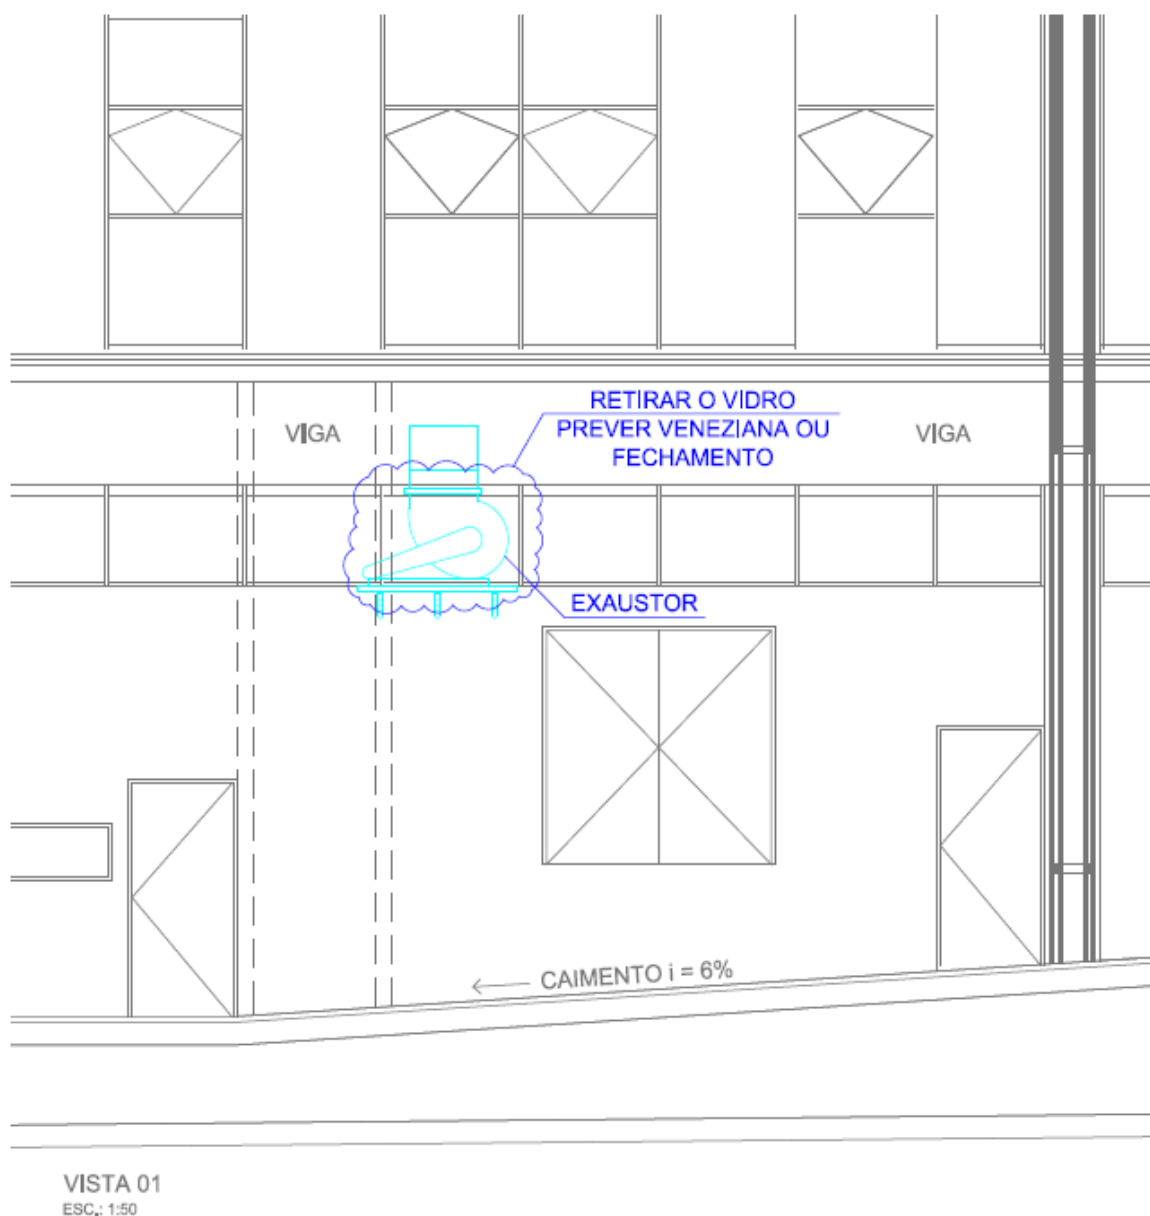 RETIRAR O VIDRO
PREVER VENEZIANA OU
FECHAMENTO
VIGA
VIGA
EXAUSTOR
CAIMENTO i = 6%
VISTA 01
ESC.: 1:50